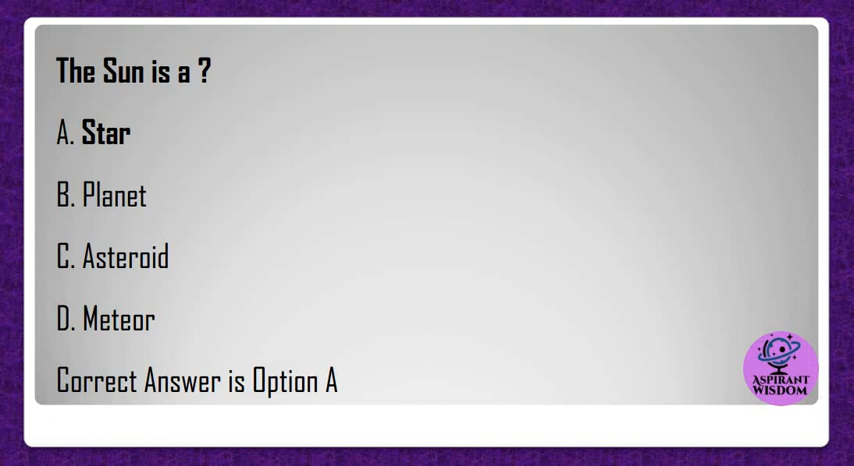 The Sun is a ?
A. Star
B. Planet
C. Asteroid
D. Meteor
Correct Answer is Option A
ASPIRANT
WISDOM